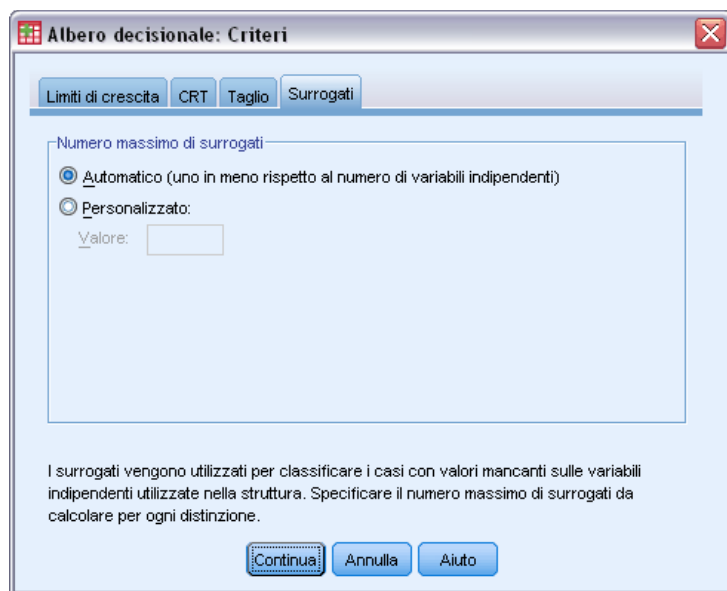 Albero decisionale: Criteri
Limiti di crescita CRT Taglio Surrogati
Numero massimo di surrogati
Automatico (uno in meno rispetto al numero di variabili indipendenti)
Personalizzato:
Valore:
I surrogati vengono utilizzati per classificare i casi con valori mancanti sulle variabili
indipendenti utilizzate nella struttura. Specificare il numero massimo di surrogati da
calcolare per ogni distinzione.
Continua Annulla Aiuto